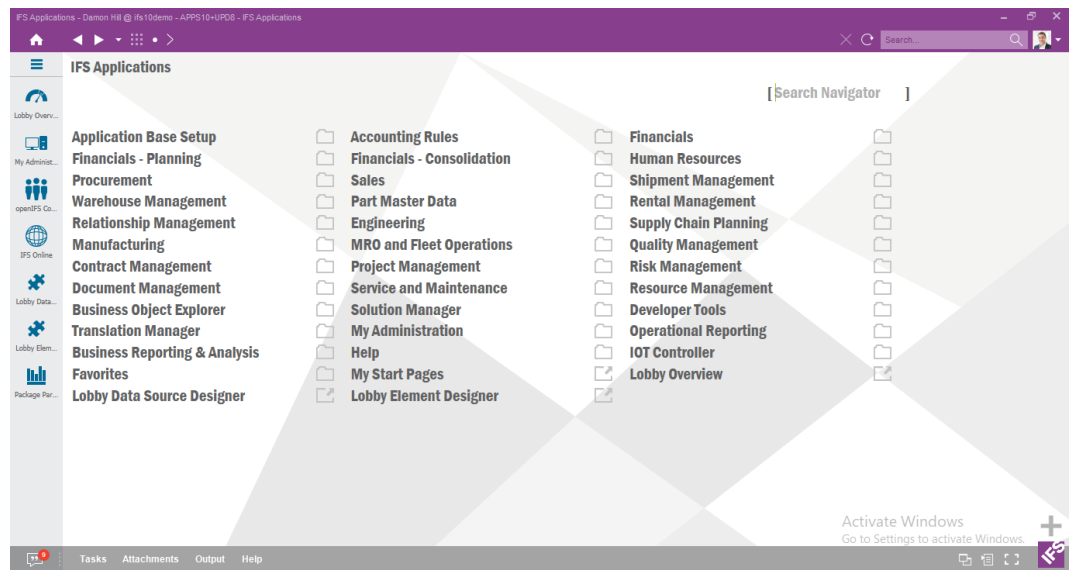 IFS Applications - Damon Hill @ ifs10demo - APPS10+UPD8 - IFS Applications
Search...
IFS Applications
[Search Navigator ]
Lobby Overv...
My Administ...
openIFS Co...
IFS Online
Lobby Data...
Lobby Elem...
Package Par...
Application Base Setup Accounting Rules Financials
Financials - Planning Financials - Consolidation Human Resources
Procurement Sales Shipment Management
Warehouse Management Part Master Data Rental Management
Relationship Management Engineering Supply Chain Planning
Manufacturing MRO and Fleet Operations Quality Management
Contract Management Project Management Risk Management
Document Management Service and Maintenance Resource Management
Business Object Explorer Solution Manager Developer Tools
Translation Manager My Administration Operational Reporting
Business Reporting & Analysis Help IOT Controller
Favorites My Start Pages Lobby Overview
Lobby Data Source Designer Lobby Element Designer
Activate Windows
Go to Settings to activate Windows.
9 Tasks Attachments Output Help
IFS